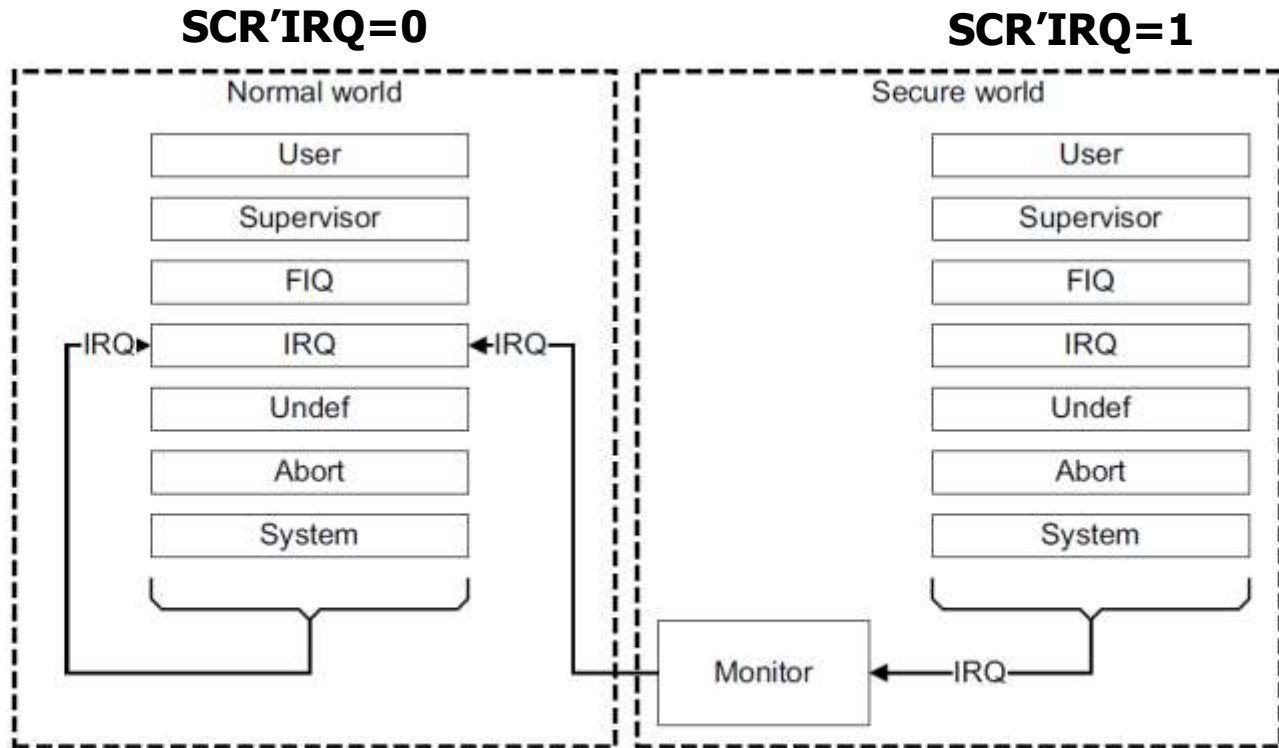 SCR’IRQ=0
SCR’IRQ=1
Normal world
User
Supervisor
FIQ
IRQ
IRQ
IRQ
Undef
Abort
System
Secure world
User
Supervisor
FIQ
IRQ
Undef
Abort
System
Monitor
IRQ